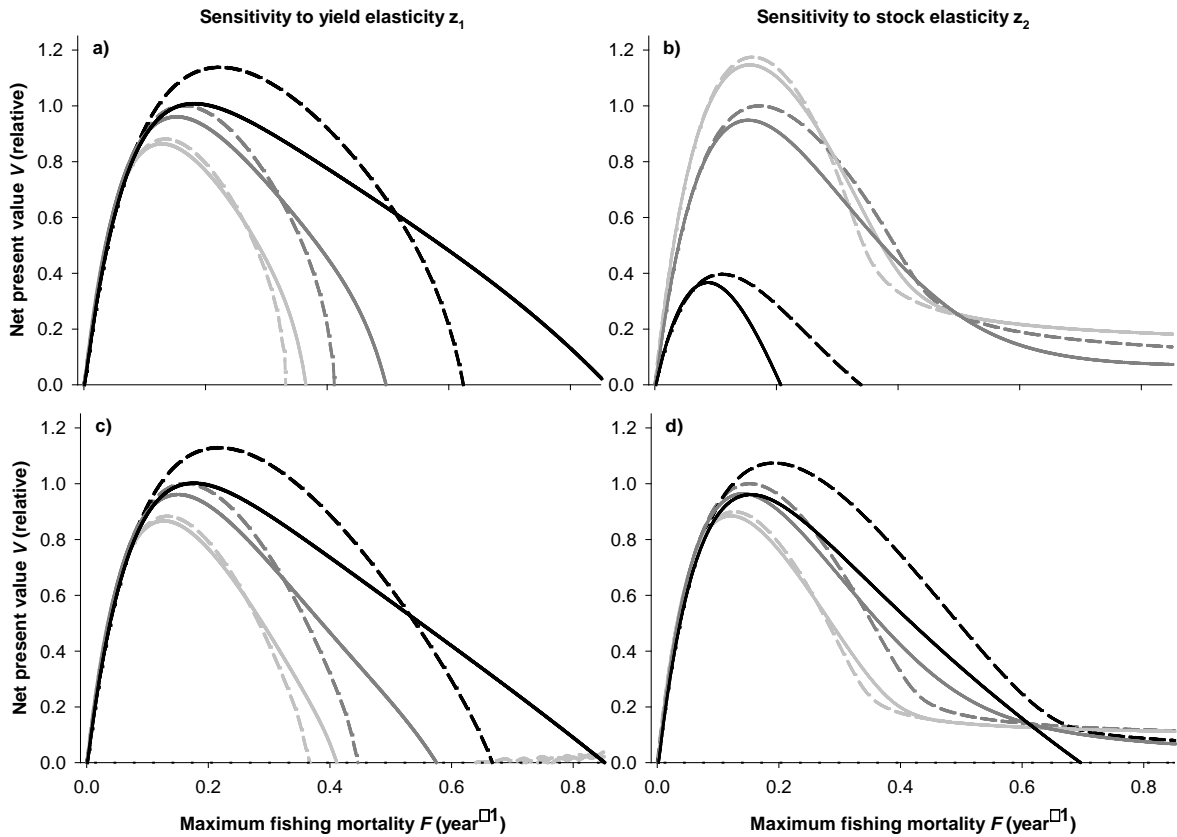 Sensitivity to yield elasticity z1
Sensitivity to stock elasticity z2
a)
b)
Net present value V (relative)
1.2
1.0
0.8
0.6
0.4
0.2
0.0
c)
d)
Net present value V (relative)
1.2
1.0
0.8
0.6
0.4
0.2
0.0
0.0 0.2 0.4 0.6 0.8
0.0 0.2 0.4 0.6 0.8
Maximum fishing mortality F (year□1)
Maximum fishing mortality F (year□1)